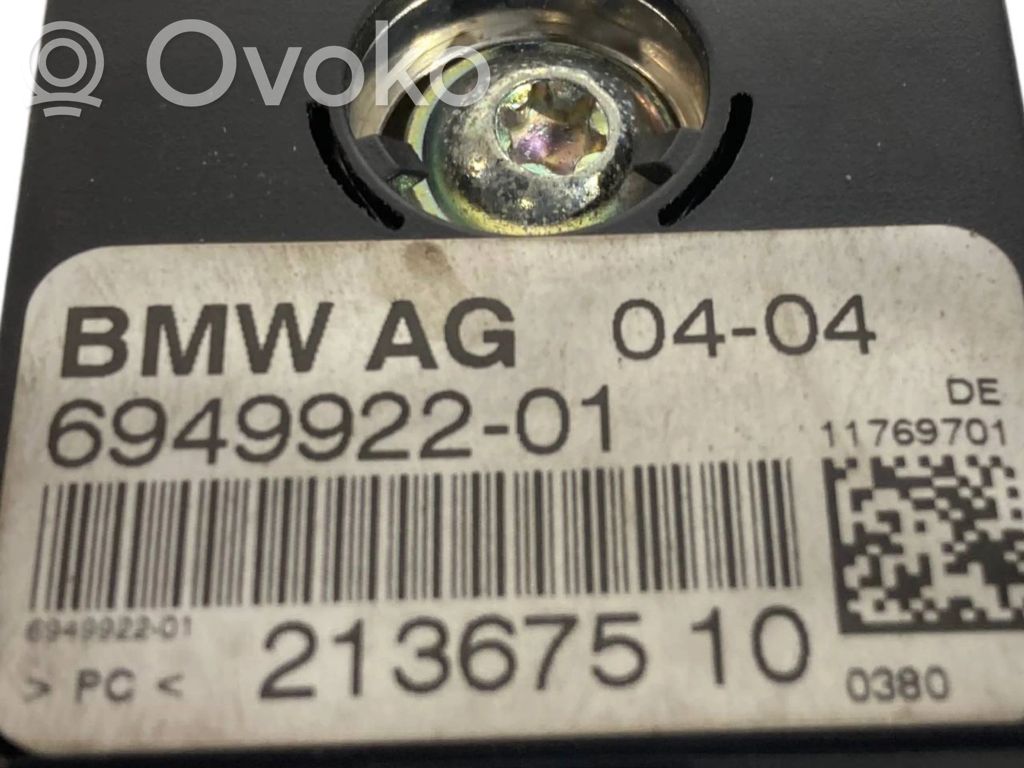 Ovoko
BMW AG 04-04
6949922-01
DE
11769701
6949922-01
213675 10
> PC <
0380